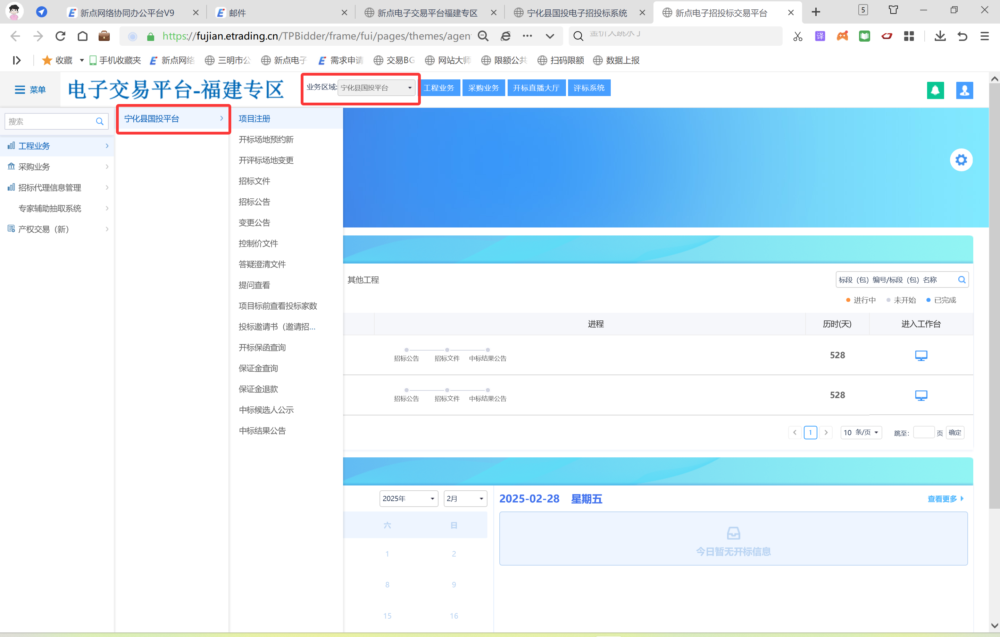 新点网络协同办公平台V9
邮件
新点电子交易平台福建专区
宁化县国投电子招投标系统
新点电子招投标交易平台
5
https://fujian.etrading.cn/TPBidder/frame/fui/pages/themes/agen
译
收藏
手机收藏夹
新点网络
三明市公
新点电子
需求申请
交易BG
网站大师
限额公共
扫码限额
数据上报
菜单
电子交易平台-福建专区
业务区域:
宁化县国投平台
工程业务
采购业务
开标直播大厅
评标系统
搜索
工程业务
采购业务
招标代理信息管理
专家辅助抽取系统
产权交易（新）
宁化县国投平台
项目注册
开标场地预约新
开评标场地变更
招标文件
招标公告
变更公告
控制价文件
答疑澄清文件
提问查看
项目标前查看投标家数
投标邀请书（邀请招...
开标保函查询
保证金查询
保证金退款
中标候选人公示
中标结果公告
其他工程
标段（包）编号/标段（包）名称
进行中
未开始
已完成
进程
历时(天)
进入工作台
招标公告
招标文件
中标结果公告
528
招标公告
招标文件
中标结果公告
528
1
10 条/页
跳至:
页
确定
2025年
2月
2025-02-28 星期五
查看更多
六
日
今日暂无开标信息
1
2
8
9
15
16